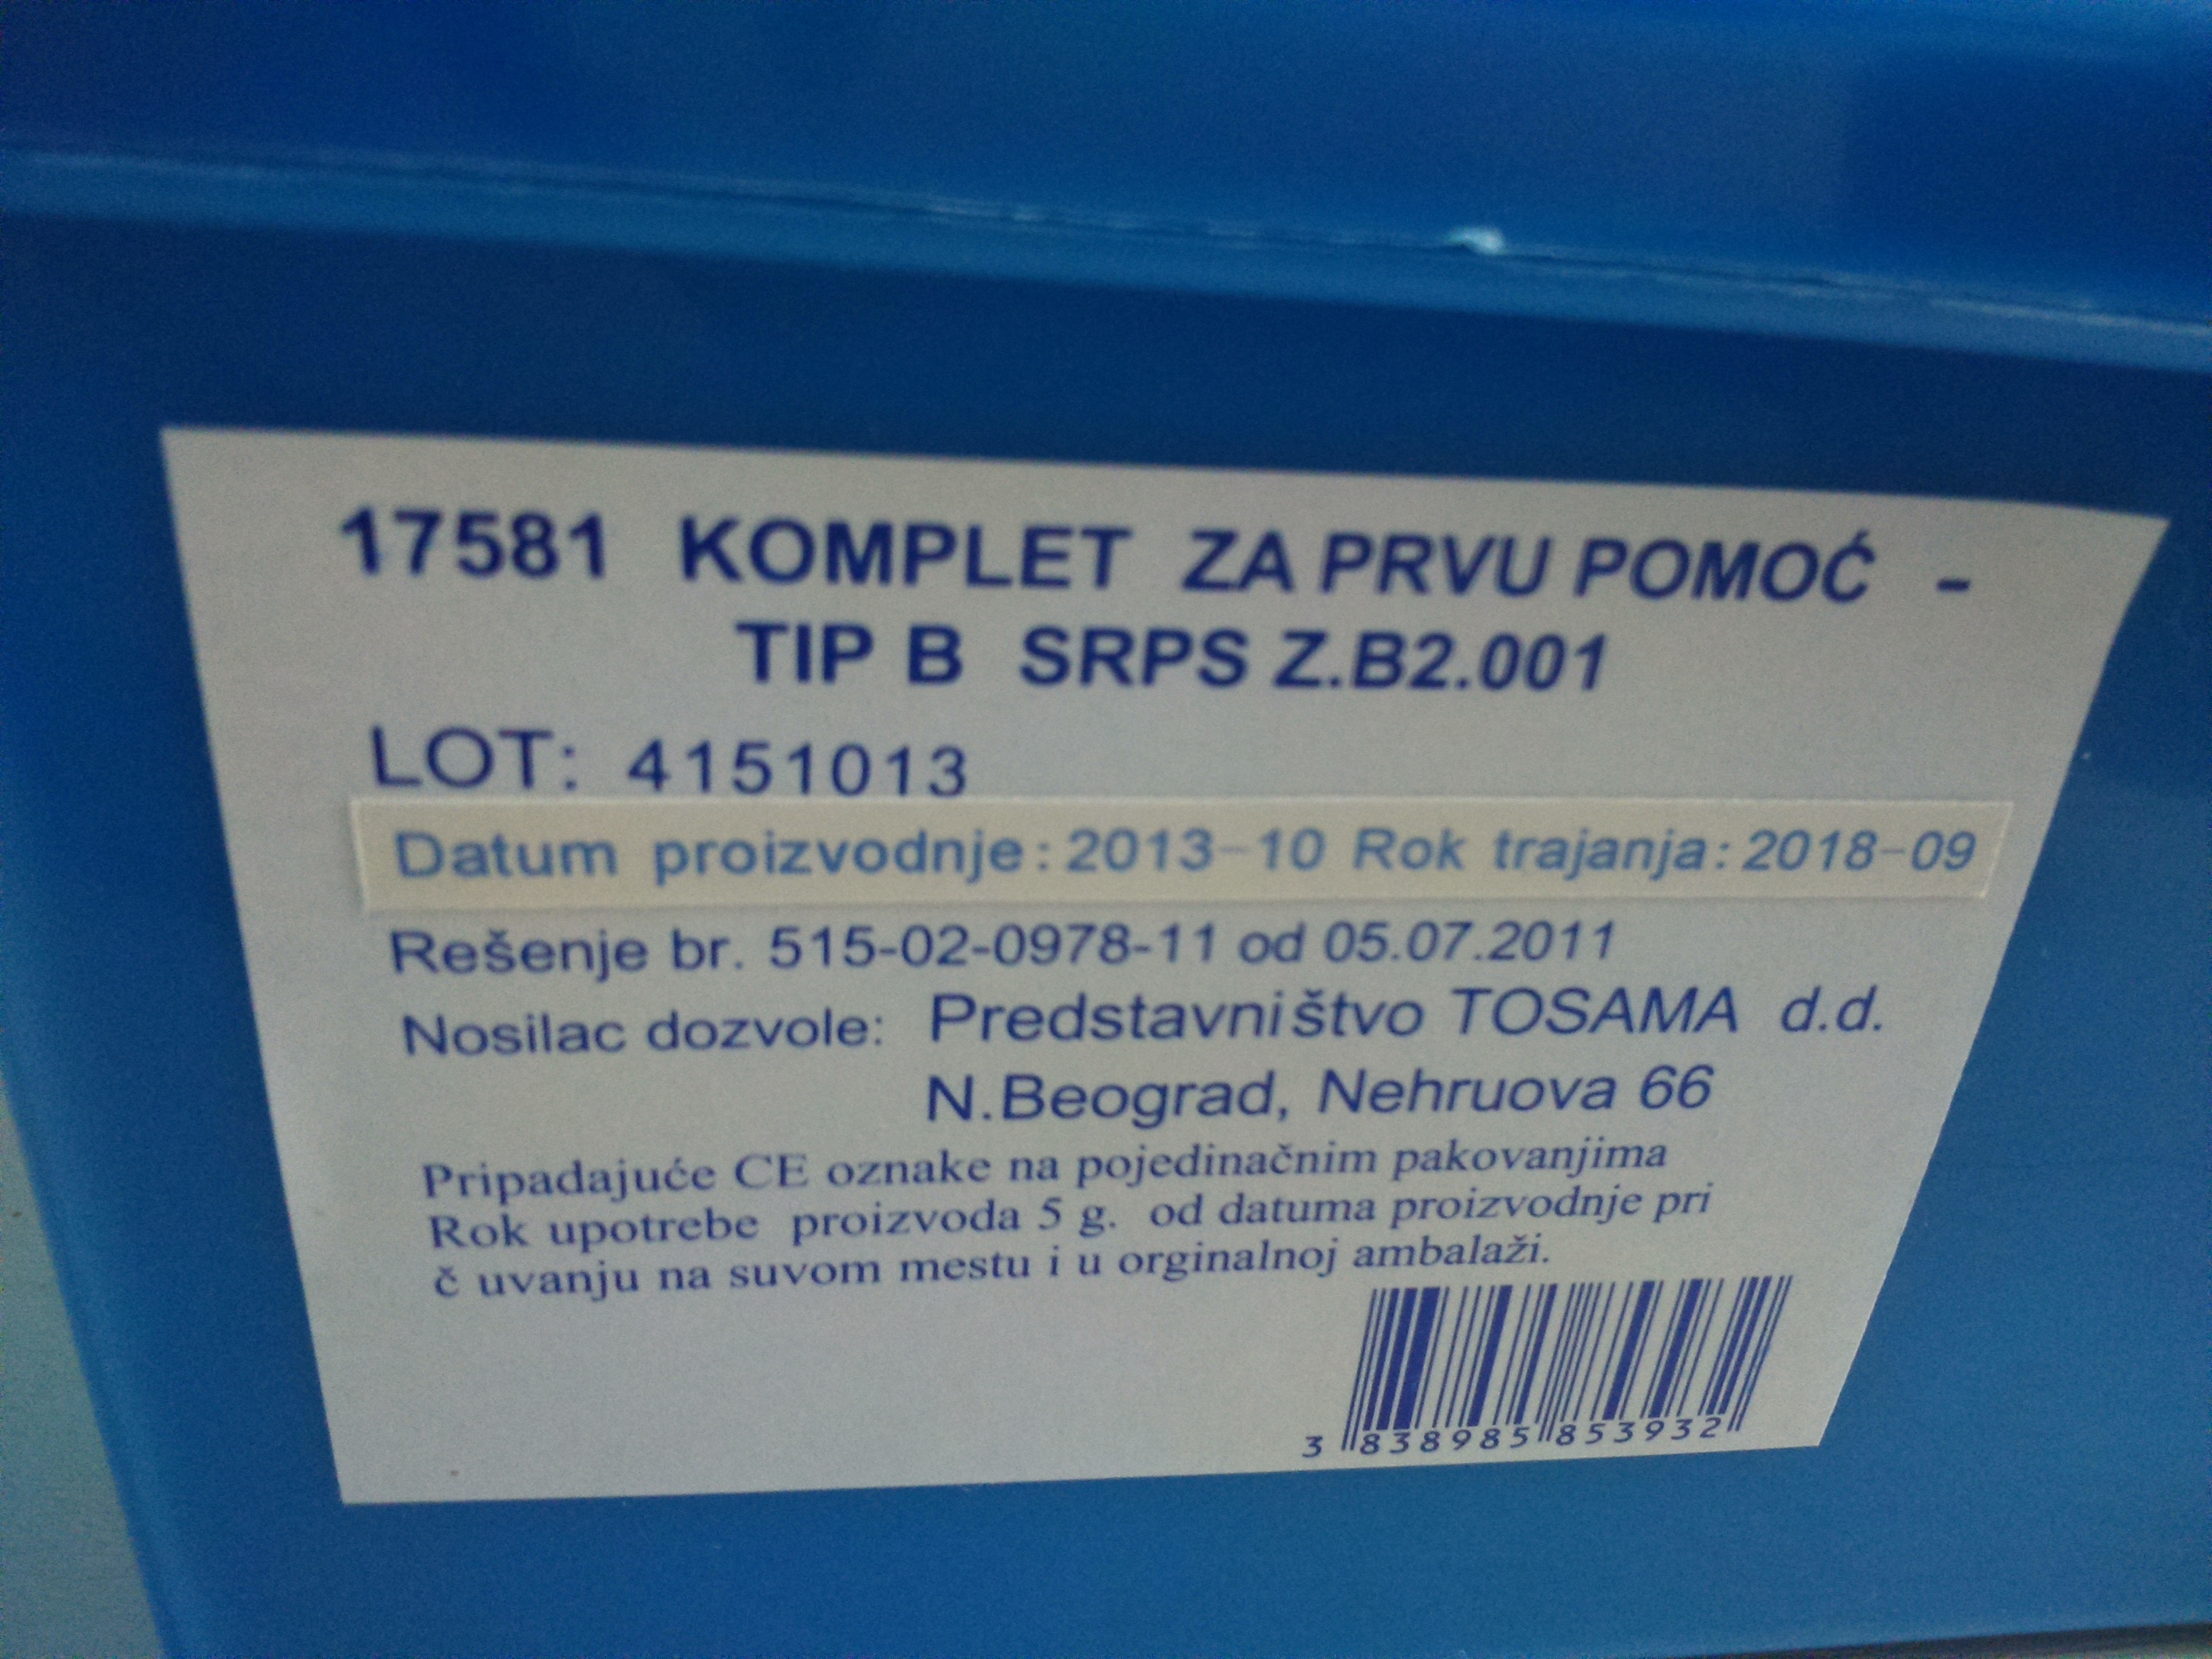 17581 KOMPLET ZA PRVU POMOĆ -
TIP B SRPS Z.B2.001
LOT: 4151013
Datum proizvodnje: 2013-10 Rok trajanja: 2018-09
Rešenje br. 515-02-0978-11 od 05.07.2011
Nosilac dozvole: Predstavništvo TOSAMA d.d.
N.Beograd, Nehruova 66
Pripadajuće CE oznake na pojedinačnim pakovanjima
Rok upotrebe proizvoda 5 g. od datuma proizvodnje pri
č uvanju na suvom mestu i u orginalnoj ambalaži.
3 838985 853932